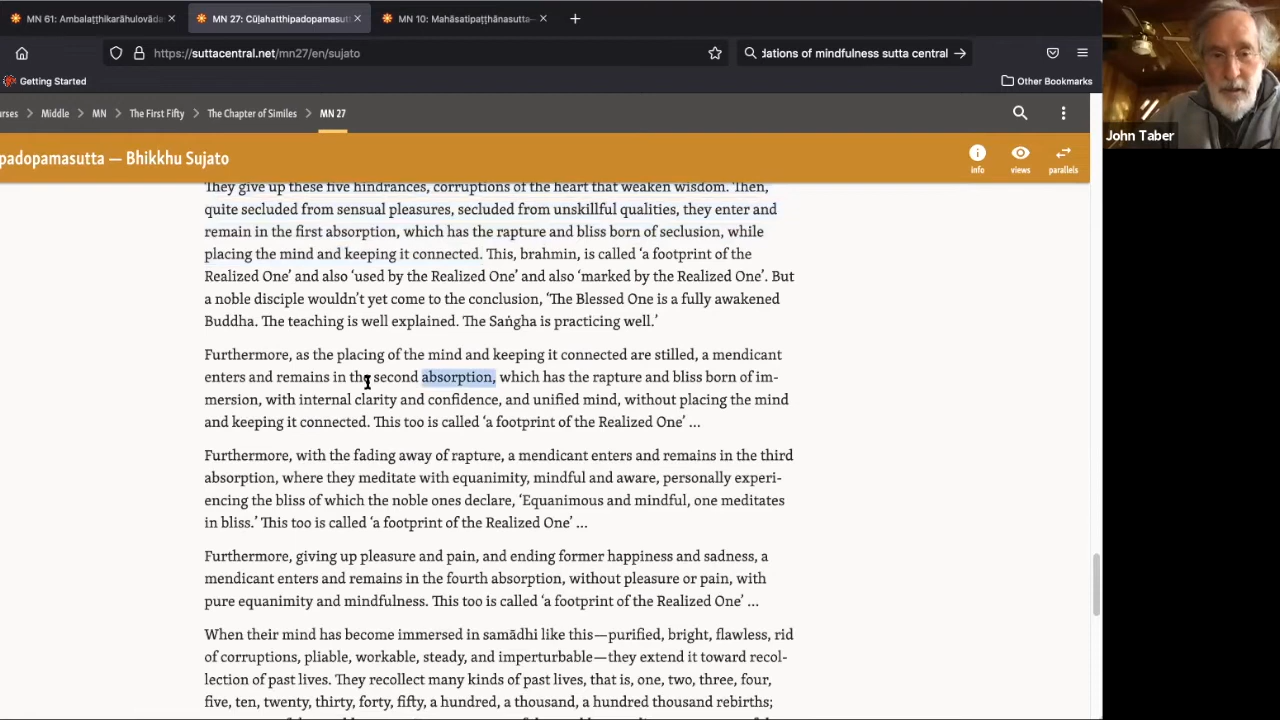 MN 61: Ambalaṭṭhikarāhulovāda
MN 27: Cūḷahatthipadopamasutt
MN 10: Mahāsatipaṭṭhānasutta—
https://suttacentral.net/mn27/en/sujato
dations of mindfulness sutta central
Getting Started
Other Bookmarks
urses > Middle > MN > The First Fifty > The Chapter of Similes > MN 27
padopamasutta — Bhikkhu Sujato
info
views
parallels
John Taber
They give up these five hindrances, corruptions of the heart that weaken wisdom. Then,
quite secluded from sensual pleasures, secluded from unskillful qualities, they enter and
remain in the first absorption, which has the rapture and bliss born of seclusion, while
placing the mind and keeping it connected. This, brahmin, is called ‘a footprint of the
Realized One’ and also ‘used by the Realized One’ and also ‘marked by the Realized One’. But
a noble disciple wouldn’t yet come to the conclusion, ‘The Blessed One is a fully awakened
Buddha. The teaching is well explained. The Saṅgha is practicing well.’
Furthermore, as the placing of the mind and keeping it connected are stilled, a mendicant
enters and remains in the second absorption, which has the rapture and bliss born of im-
mersion, with internal clarity and confidence, and unified mind, without placing the mind
and keeping it connected. This too is called ‘a footprint of the Realized One’ …
Furthermore, with the fading away of rapture, a mendicant enters and remains in the third
absorption, where they meditate with equanimity, mindful and aware, personally experi-
encing the bliss of which the noble ones declare, ‘Equanimous and mindful, one meditates
in bliss.’ This too is called ‘a footprint of the Realized One’ …
Furthermore, giving up pleasure and pain, and ending former happiness and sadness, a
mendicant enters and remains in the fourth absorption, without pleasure or pain, with
pure equanimity and mindfulness. This too is called ‘a footprint of the Realized One’ …
When their mind has become immersed in samādhi like this—purified, bright, flawless, rid
of corruptions, pliable, workable, steady, and imperturbable—they extend it toward recol-
lection of past lives. They recollect many kinds of past lives, that is, one, two, three, four,
five, ten, twenty, thirty, forty, fifty, a hundred, a thousand, a hundred thousand rebirths;